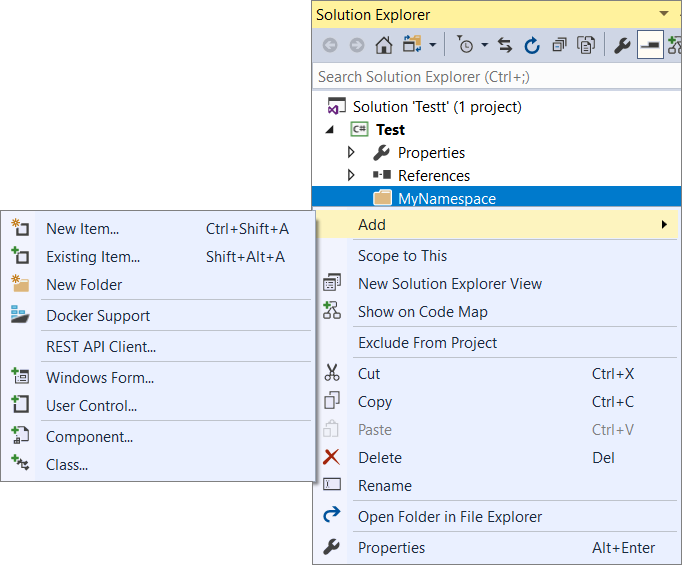 Solution Explorer
Search Solution Explorer (Ctrl+;)
Solution 'Testt' (1 project)
C# Test
Properties
References
MyNamespace
Add
Scope to This
New Solution Explorer View
Show on Code Map
Exclude From Project
Cut Ctrl+X
Copy Ctrl+C
Paste Ctrl+V
Delete Del
Rename
Open Folder in File Explorer
Properties Alt+Enter
New Item... Ctrl+Shift+A
Existing Item... Shift+Alt+A
New Folder
Docker Support
REST API Client...
Windows Form...
User Control...
Component...
Class...